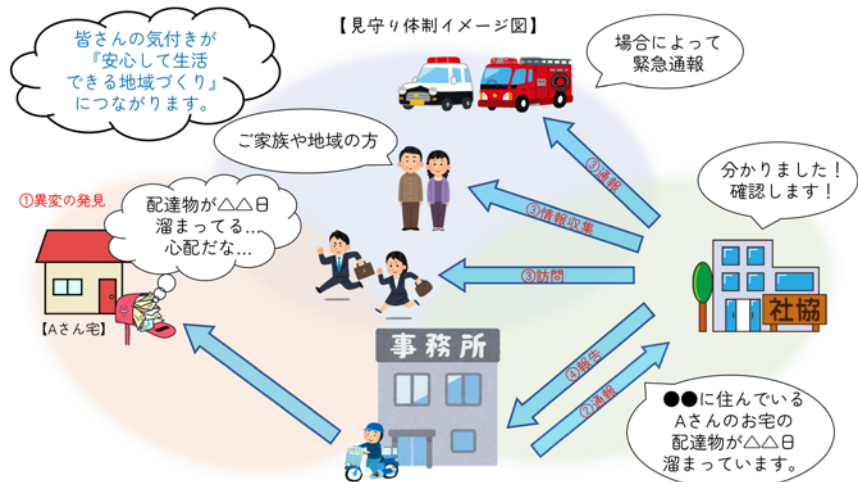 【見守り体制イメージ図】
皆さんの気付きが
『安心して生活
できる地域づくり』
につながります。
場合によって
緊急通報
ご家族や地域の方
分かりました！
確認します！
①異変の発見
配達物が△△日
溜まってる…
心配だな…
③通報
③情報収集
③訪問
社協
【Aさん宅】
事務所
④報告
②通報
●●に住んでいる
Aさんのお宅の
配達物が△△日
溜まっています。